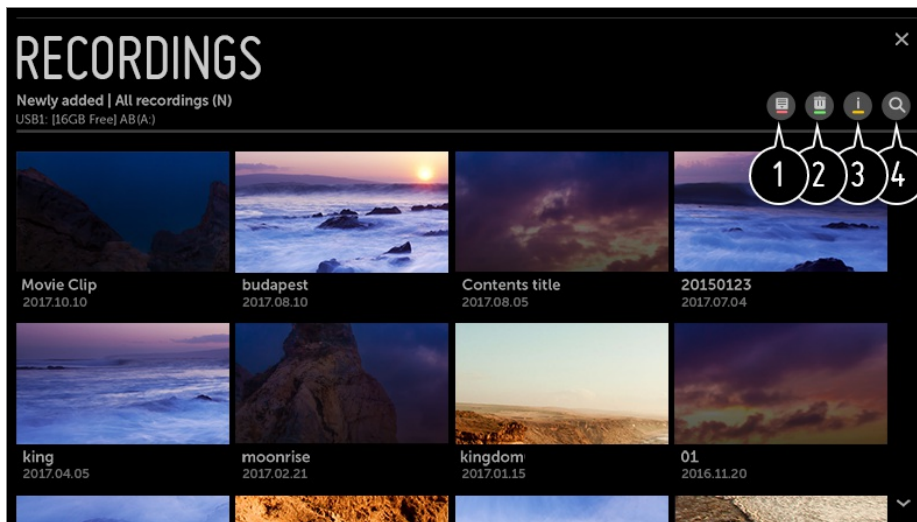 RECORDINGS
Newly added | All recordings (N)
USB1: [16GB Free] AB(A:)
i
1 2 3 4
Movie Clip budapest Contents title 20150123
2017.10.10 2017.08.10 2017.08.05 2017.07.04
king moonrise kingdom 01
2017.04.05 2017.02.21 2017.01.15 2016.11.20